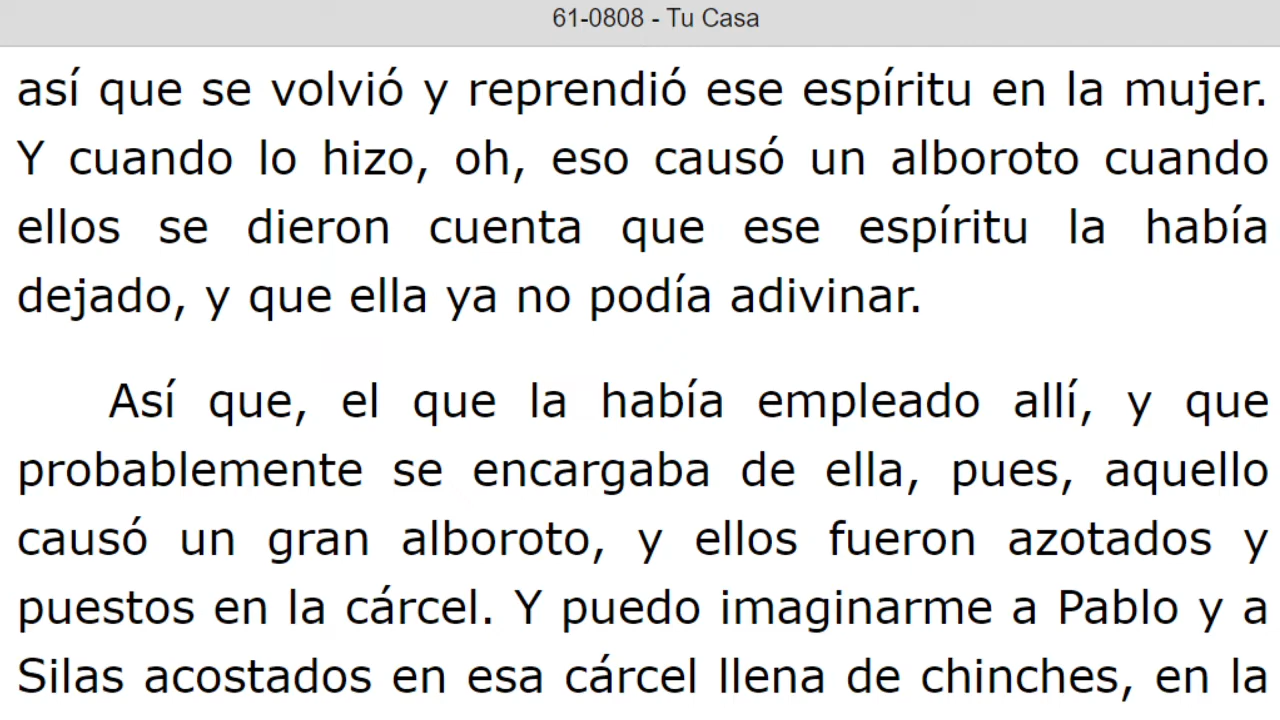 61-0808 - Tu Casa
así que se volvió y reprendió ese espíritu en la mujer.
Y cuando lo hizo, oh, eso causó un alboroto cuando
ellos se dieron cuenta que ese espíritu la había
dejado, y que ella ya no podía adivinar.
Así que, el que la había empleado allí, y que
probablemente se encargaba de ella, pues, aquello
causó un gran alboroto, y ellos fueron azotados y
puestos en la cárcel. Y puedo imaginarme a Pablo y a
Silas acostados en esa cárcel llena de chinches, en la